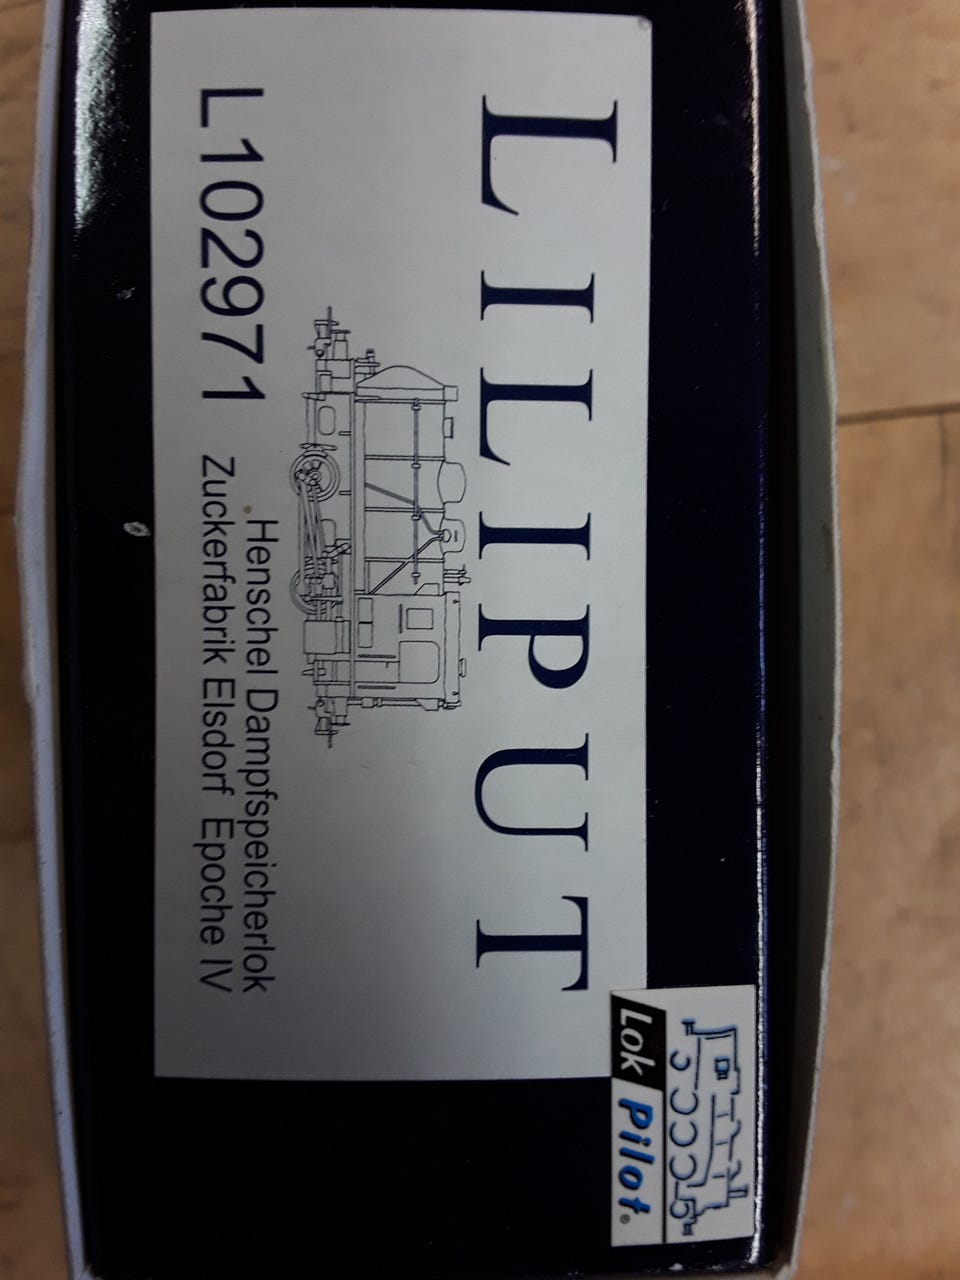 LILIPUT
L102971
Henschel Dampfspeicherlok
Zuckerfabrik Elsdorf Epoche IV
Lok Pilot®